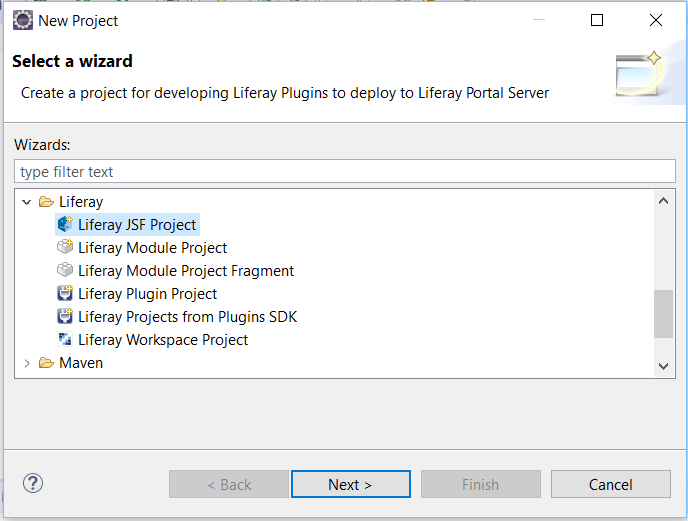 New Project
Select a wizard
Create a project for developing Liferay Plugins to deploy to Liferay Portal Server
Wizards:
type filter text
Liferay
Liferay JSF Project
Liferay Module Project
Liferay Module Project Fragment
Liferay Plugin Project
Liferay Projects from Plugins SDK
Liferay Workspace Project
Maven
?
< Back
Next >
Finish
Cancel